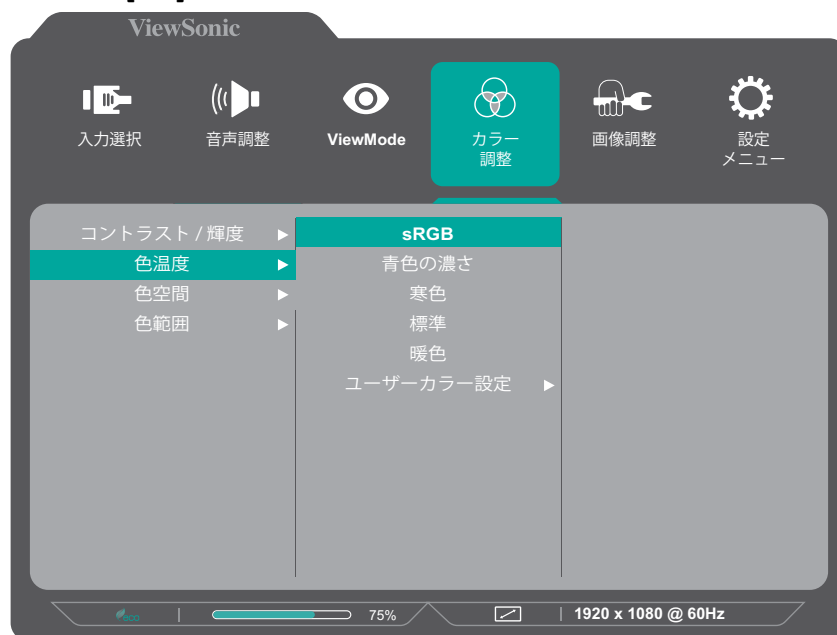 ViewSonic
入力選択
音声調整
ViewMode
カラー
調整
画像調整
設定
メニュー
コントラスト / 輝度
色温度
色空間
色範囲
sRGB
青色の濃さ
寒色
標準
暖色
ユーザーカラー設定
eco
75%
1920 x 1080 @ 60Hz